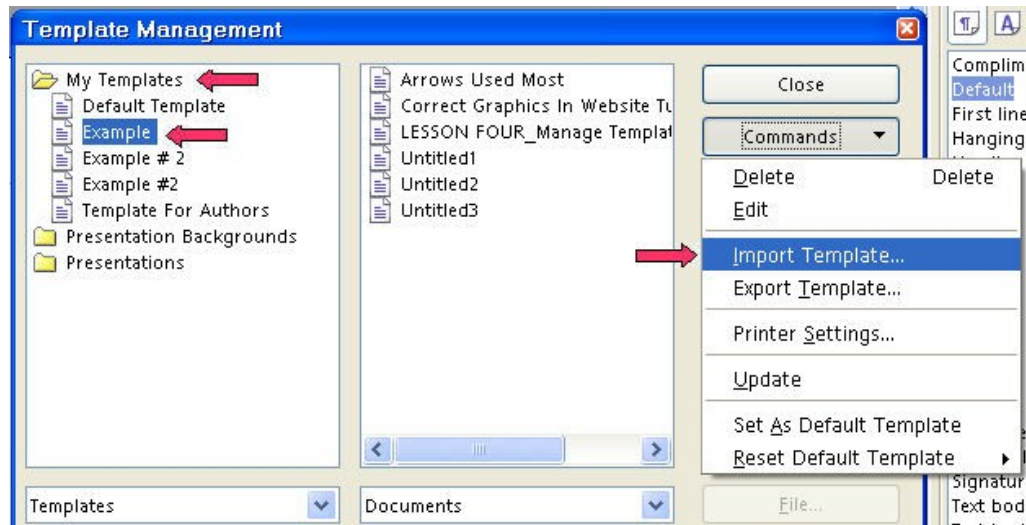 Template Management
My Templates
Default Template
Example
Example # 2
Example #2
Template For Authors
Presentation Backgrounds
Presentations
Templates
Arrows Used Most
Correct Graphics In Website Tu
LESSON FOUR_Manage Templat
Untitled1
Untitled2
Untitled3
Documents
Close
Commands
Delete Delete
Edit
Import Template...
Export Template...
Printer Settings...
Update
Set As Default Template
Reset Default Template
File...
Complim
Default
First line
Hanging
Signatur
Text bod